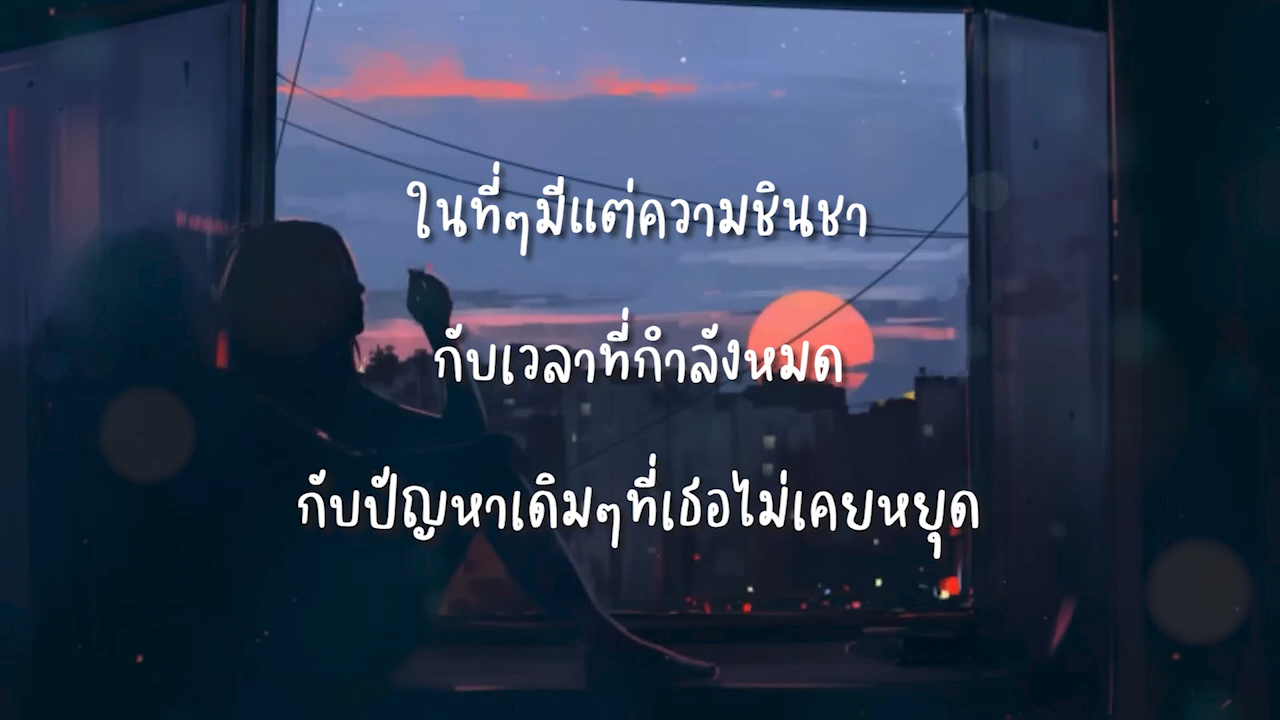 ในที่ๆมีแต่ความชินชา
กับเวลาที่กำลังหมด
กับปัญหาเดิมๆที่เธอไม่เคยหยุด